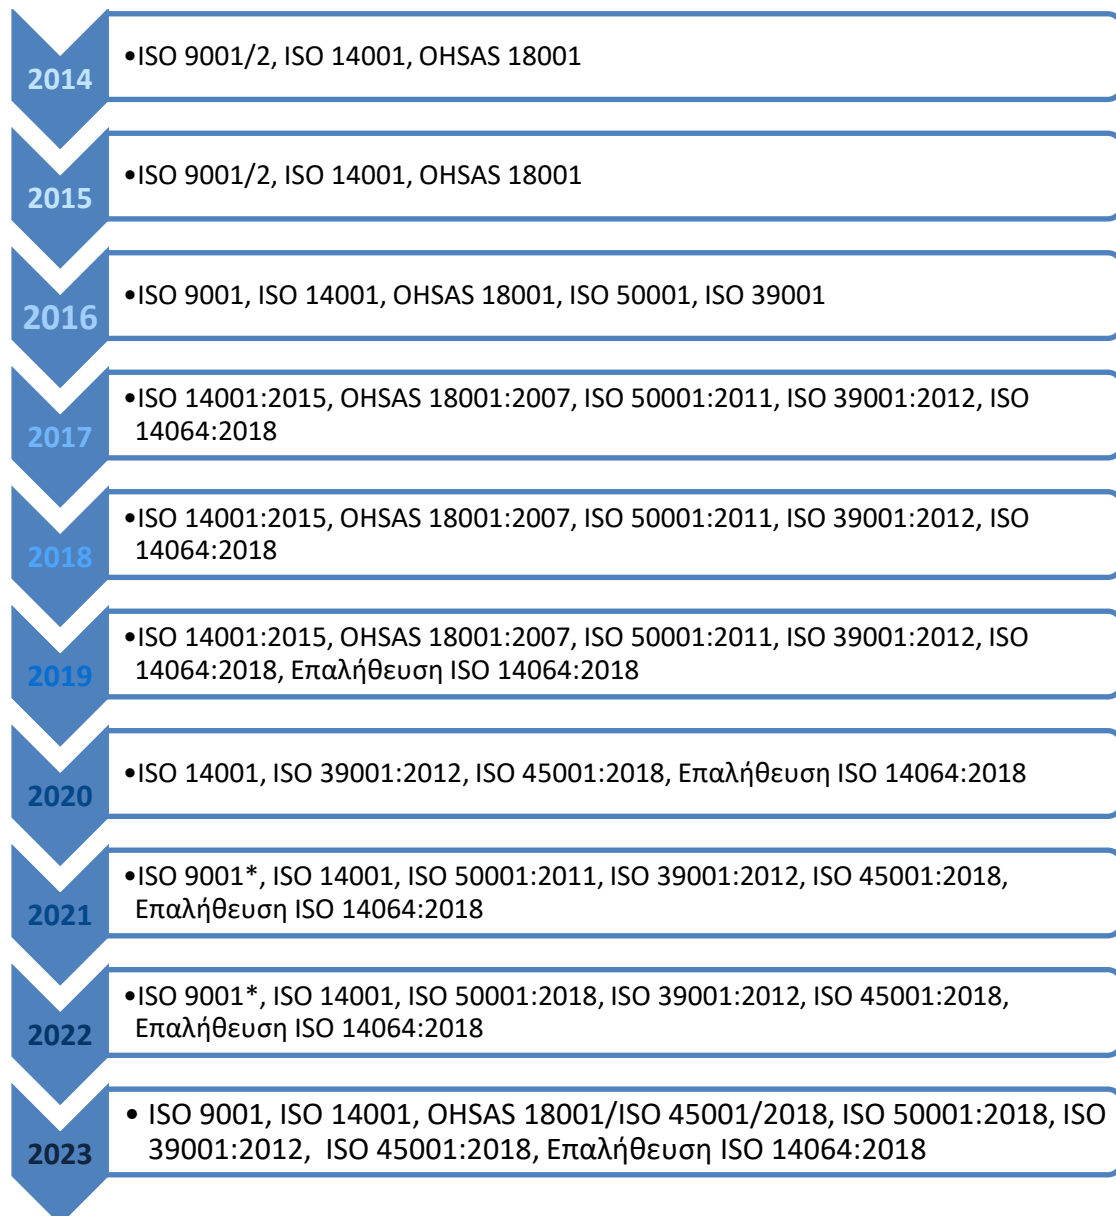 2014
•ISO 9001/2, ISO 14001, OHSAS 18001
2015
•ISO 9001/2, ISO 14001, OHSAS 18001
2016
•ISO 9001, ISO 14001, OHSAS 18001, ISO 50001, ISO 39001
2017
•ISO 14001:2015, OHSAS 18001:2007, ISO 50001:2011, ISO 39001:2012, ISO
14064:2018
2018
•ISO 14001:2015, OHSAS 18001:2007, ISO 50001:2011, ISO 39001:2012, ISO
14064:2018
2019
•ISO 14001:2015, OHSAS 18001:2007, ISO 50001:2011, ISO 39001:2012, ISO
14064:2018, Επαλήθευση ISO 14064:2018
2020
•ISO 14001, ISO 39001:2012, ISO 45001:2018, Επαλήθευση ISO 14064:2018
2021
•ISO 9001*, ISO 14001, ISO 50001:2011, ISO 39001:2012, ISO 45001:2018,
Επαλήθευση ISO 14064:2018
2022
•ISO 9001*, ISO 14001, ISO 50001:2018, ISO 39001:2012, ISO 45001:2018,
Επαλήθευση ISO 14064:2018
2023
• ISO 9001, ISO 14001, OHSAS 18001/ISO 45001/2018, ISO 50001:2018, ISO
39001:2012, ISO 45001:2018, Επαλήθευση ISO 14064:2018